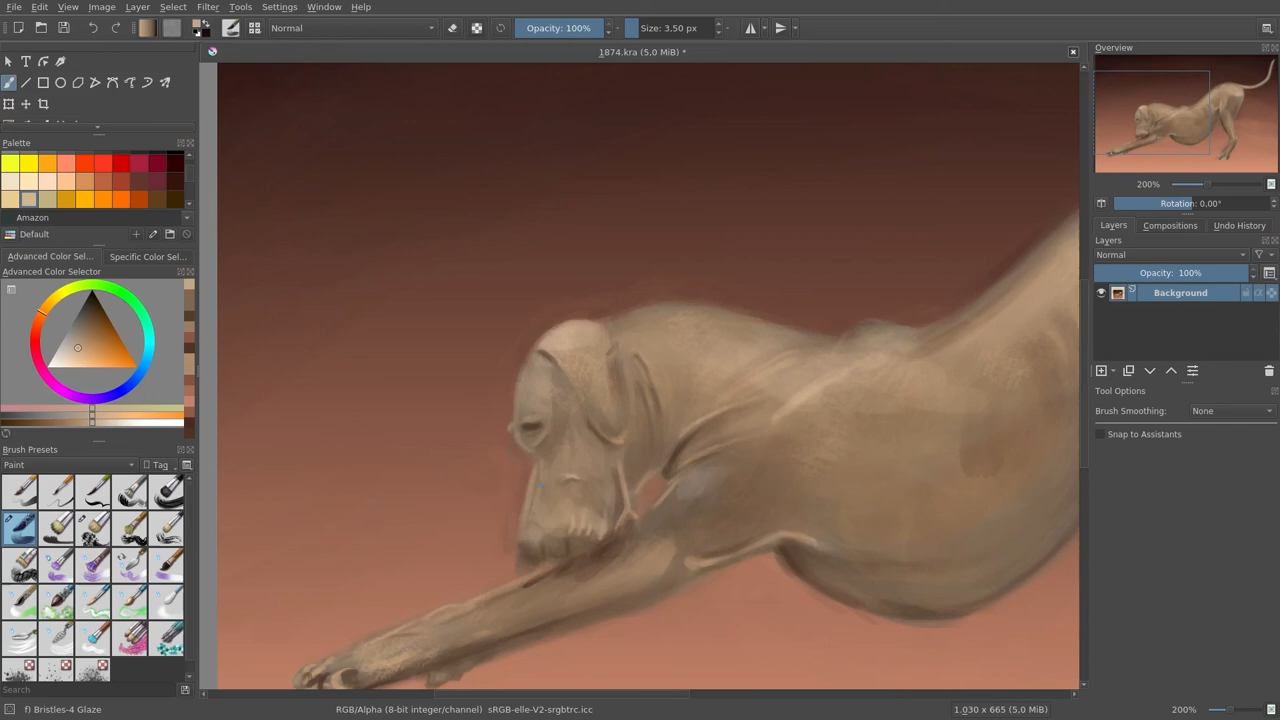 File Edit View Image Layer Select Filter Tools Settings Window Help
Normal
Opacity: 100%
Size: 3,50 px
1874.kra (5,0 MiB) *
Overview
200%
Rotation: 0,00°
Palette
Amazon
Default
Advanced Color Sel...
Specific Color Sel...
Advanced Color Selector
Layers
Compositions
Undo History
Layers
Normal
Opacity: 100%
Background
Tool Options
Brush Smoothing: None
Snap to Assistants
Brush Presets
Paint
Tag
Search
f) Bristles-4 Glaze
RGB/Alpha (8-bit integer/channel) sRGB-elle-V2-srgbtrc.icc
1.030 x 665 (5,0 MiB)
200%